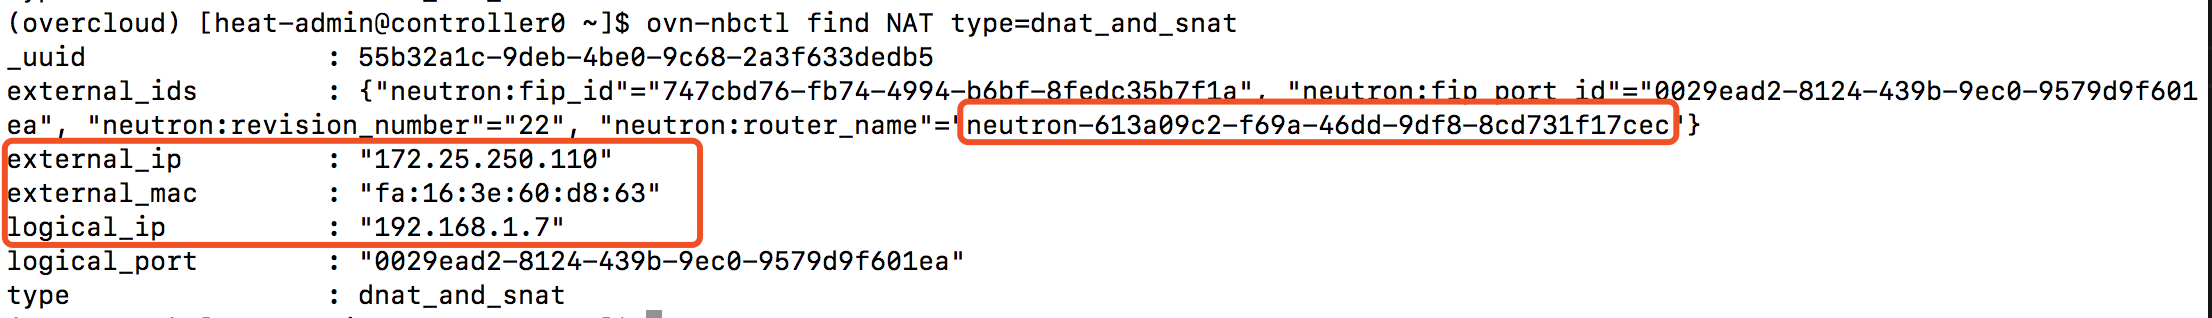 (overcloud) [heat-admin@controller0 ~]$ ovn-nbctl find NAT type=dnat_and_snat
_uuid : 55b32a1c-9deb-4be0-9c68-2a3f633dedb5
external_ids : {"neutron:fip_id"="747cbd76-fb74-4994-b6bf-8fedc35b7f1a", "neutron:fip_port_id"="0029ead2-8124-439b-9ec0-9579d9f601
ea", "neutron:revision_number"="22", "neutron:router_name"="neutron-613a09c2-f69a-46dd-9df8-8cd731f17cec"}
external_ip : "172.25.250.110"
external_mac : "fa:16:3e:60:d8:63"
logical_ip : "192.168.1.7"
logical_port : "0029ead2-8124-439b-9ec0-9579d9f601ea"
type : dnat_and_snat